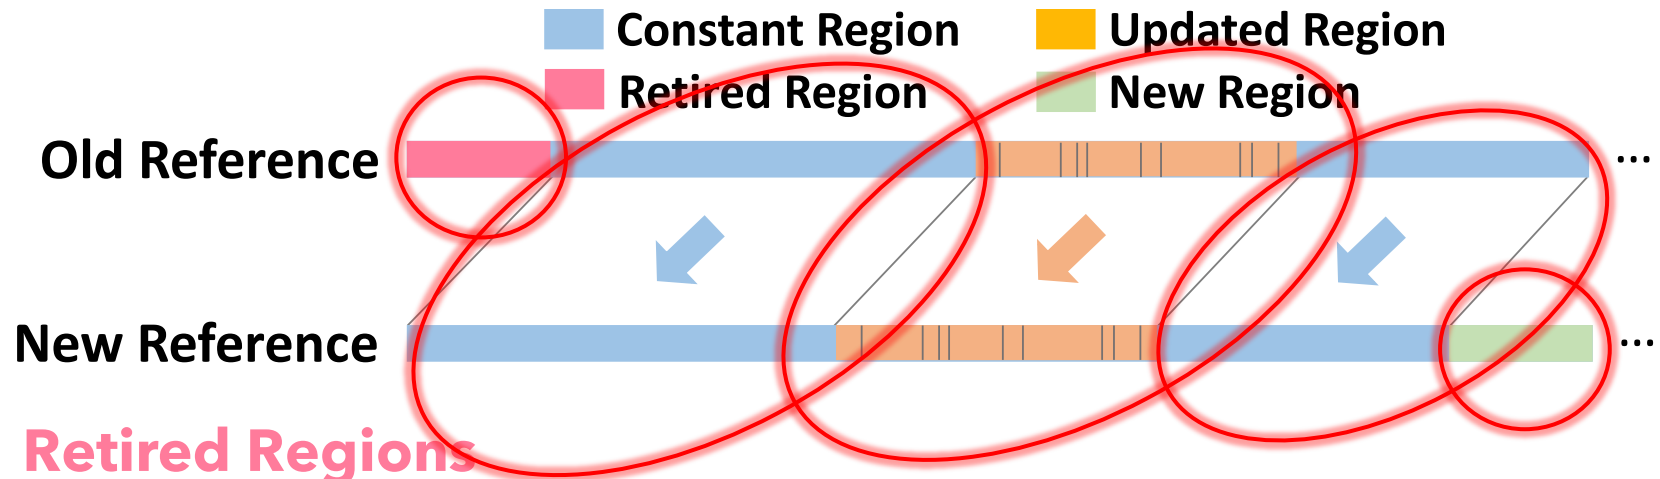 Constant Region Updated Region
Retired Region New Region
Old Reference ...
New Reference ...
Retired Regions